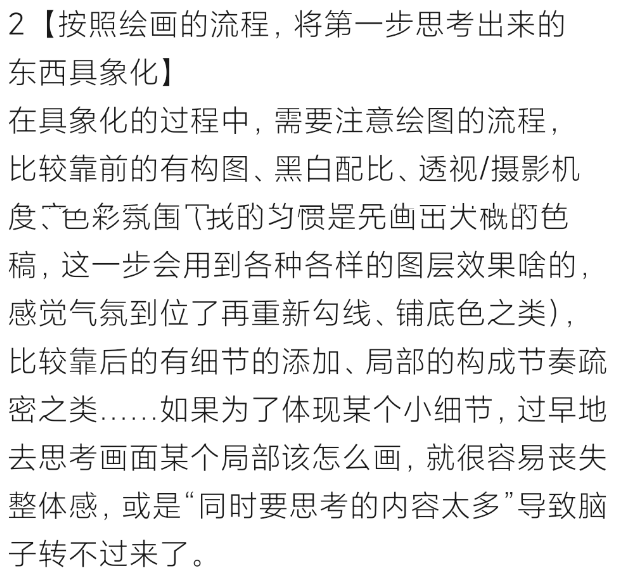 2【按照绘画的流程，将第一步思考出来的
东西具象化】
在具象化的过程中，需要注意绘图的流程，
比较靠前的有构图、黑白配比、透视/摄影机
度、色彩氛围（我的习惯是先画出大概的色
稿，这一步会用到各种各样的图层效果啥的，
感觉气氛到位了再重新勾线、铺底色之类），
比较靠后的有细节的添加、局部的构成节奏疏
密之类……如果为了体现某个小细节，过早地
去思考画面某个局部该怎么画，就很容易丧失
整体感，或是“同时要思考的内容太多”导致脑
子转不过来了。